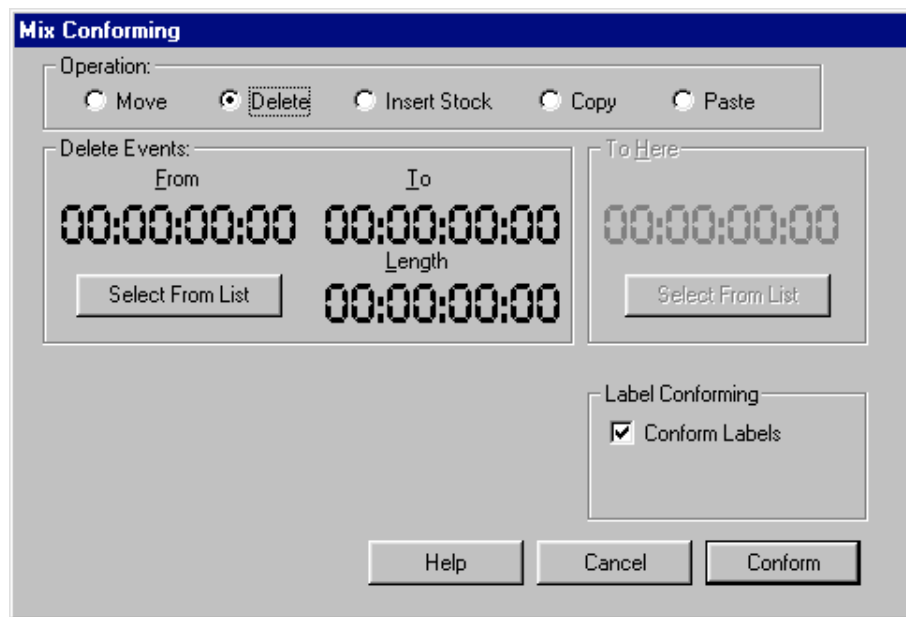 Mix Conforming
Operation:
Move Delete Insert Stock Copy Paste
Delete Events:
From To
00:00:00:00 00:00:00:00
Length
Select From List 00:00:00:00
To Here
00:00:00:00
Select From List
Label Conforming
Conform Labels
Help Cancel Conform